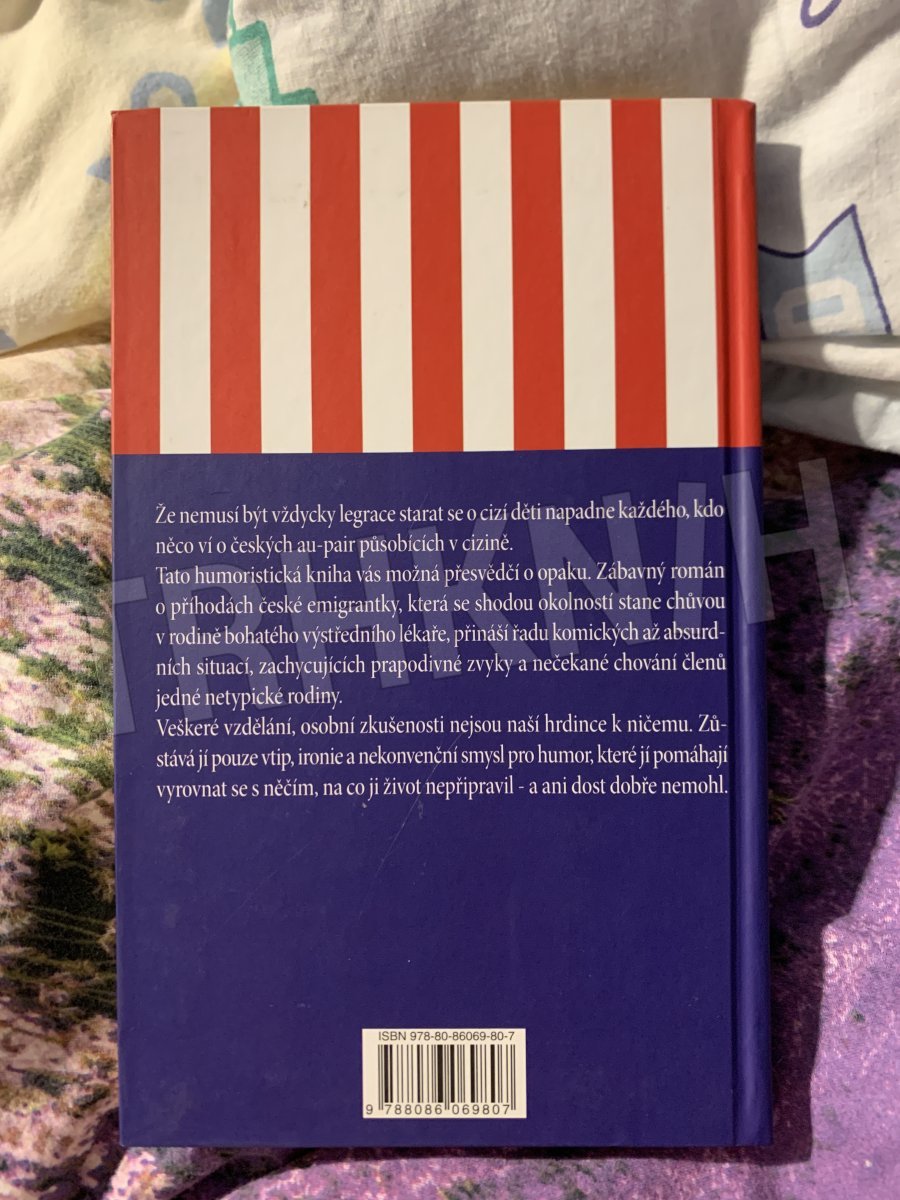 Že nemusí být vždycky legrace starat se o cizí děti napadne každého, kdo
něco ví o českých au-pair působících v cizině.
Tato humoristická kniha vás možná přesvědčí o opaku. Zábavný román
o příhodách české emigrantky, která se shodou okolností stane chůvou
v rodině bohatého výstředního lékaře, přináší řadu komických až absurd-
ních situací, zachycujících prapodivné zvyky a nečekané chování členů
jedné netypické rodiny.
Veškeré vzdělání, osobní zkušenosti nejsou naší hrdince k ničemu. Zů-
stává jí pouze vtip, ironie a nekonvenční smysl pro humor, které jí pomáhají
vyrovnat se s něčím, na co ji život nepřipravil - a ani dost dobře nemohl.
TRHKNIH
ISBN 978-80-86069-80-7
9 788086 069807